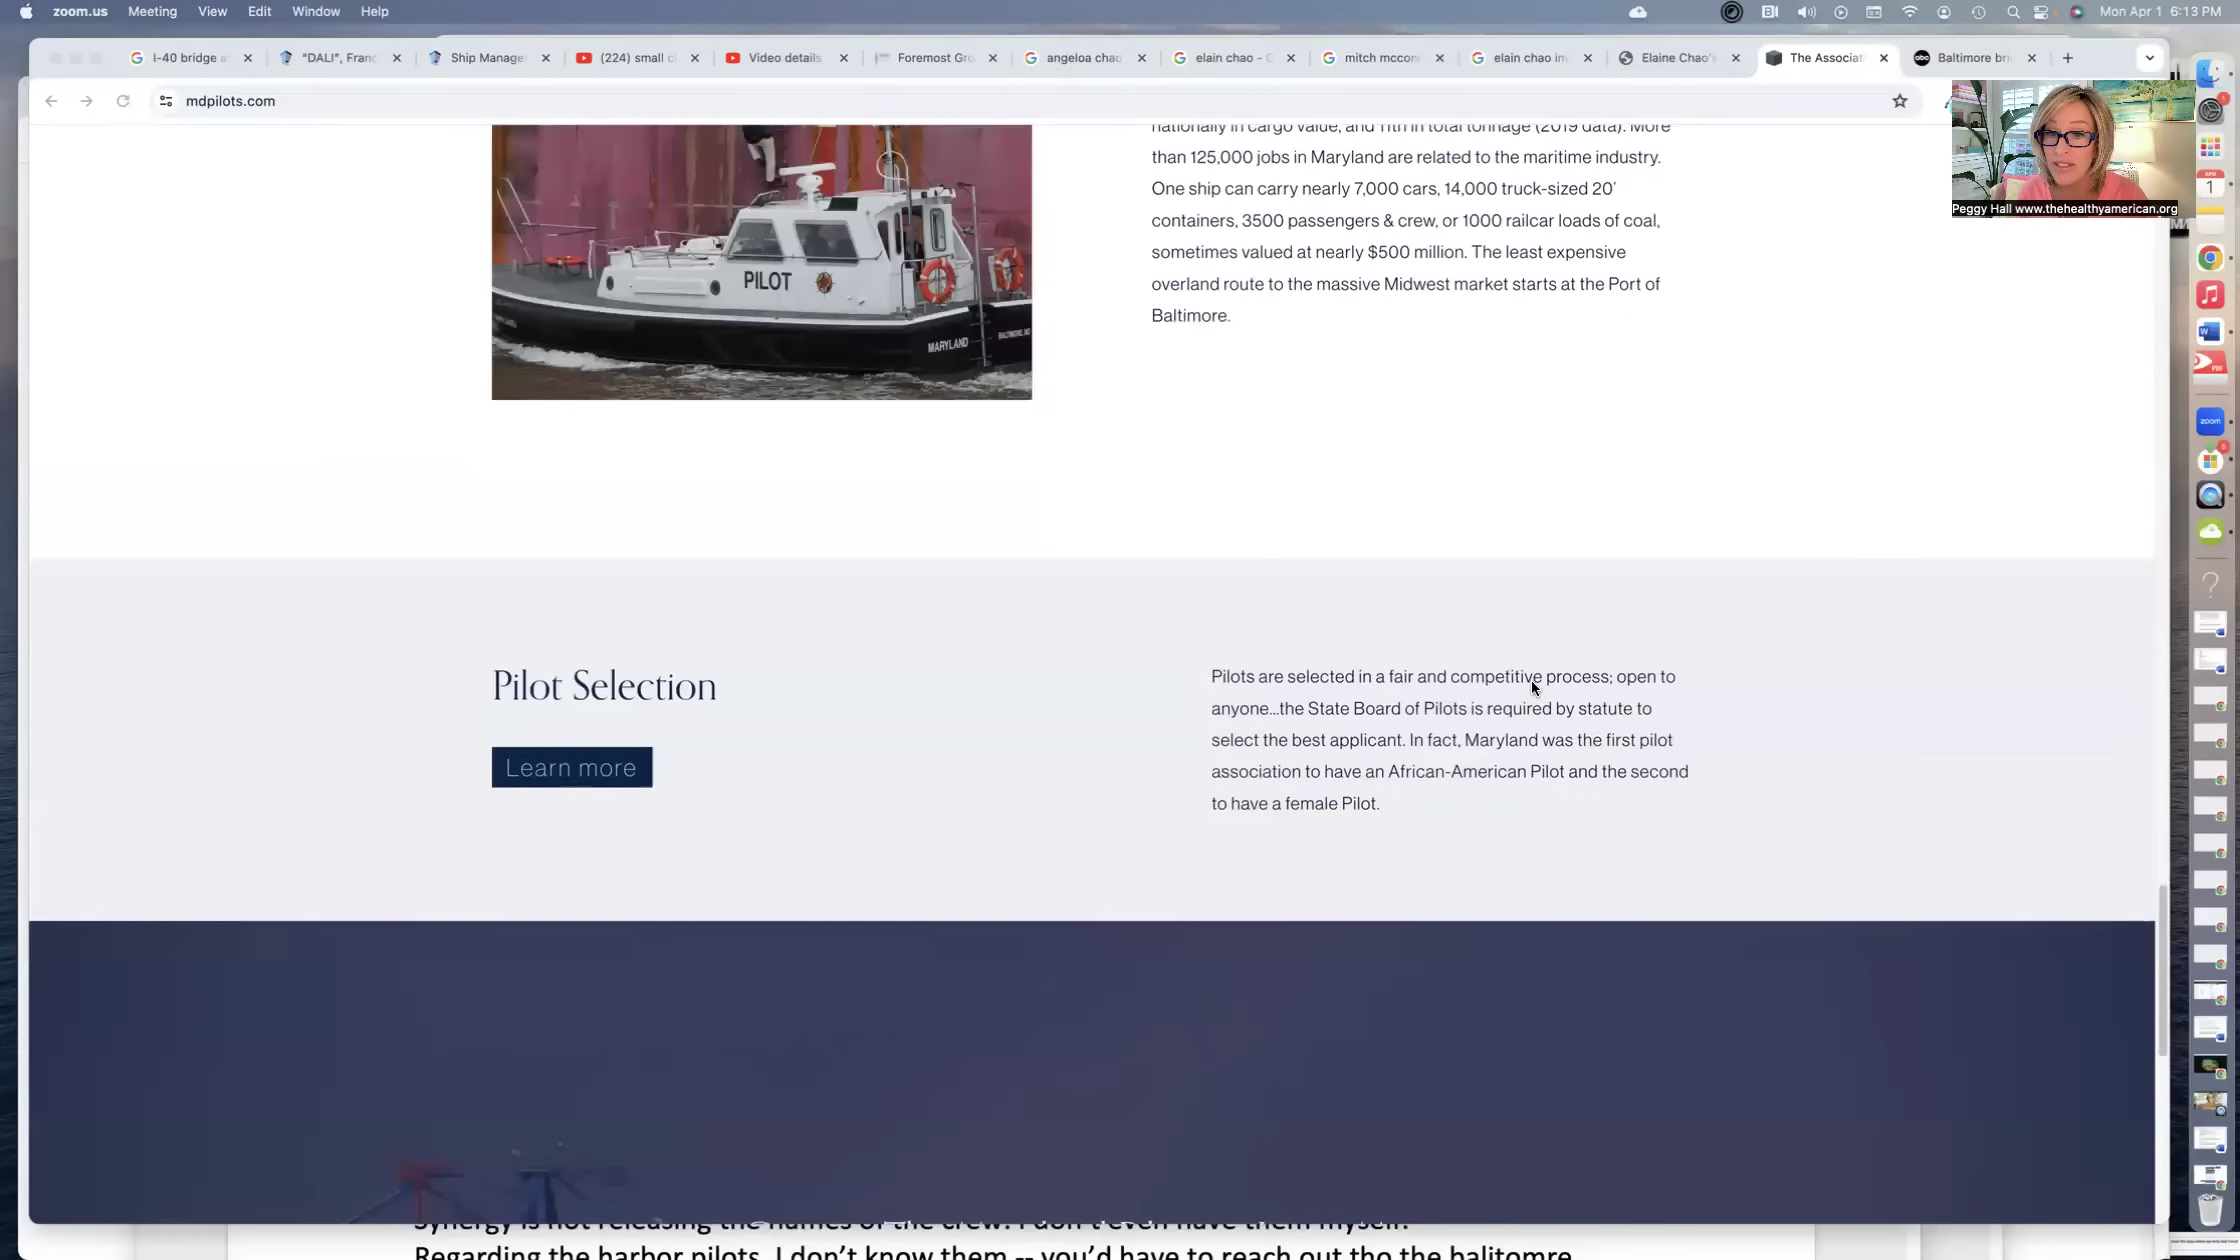 zoom.us Meeting View Edit Window Help
Mon Apr 1 6:13 PM
I-40 bridge a
"DALI", Fran
Ship Manage
(224) small c
Video details
Foremost Gr
angeloa chao
elain chao - G
mitch mcconn
elain chao in
Elaine Chao's
The Associat
Baltimore bri
mdpilots.com
Peggy Hall www.thehealthyamerican.org
PILOT
MARYLAND
BALTIMORE, MD
nationally in cargo value, and 11th in total tonnage (2019 data). More
than 125,000 jobs in Maryland are related to the maritime industry.
One ship can carry nearly 7,000 cars, 14,000 truck-sized 20'
containers, 3500 passengers & crew, or 1000 railcar loads of coal,
sometimes valued at nearly $500 million. The least expensive
overland route to the massive Midwest market starts at the Port of
Baltimore.
Pilot Selection
Learn more
Pilots are selected in a fair and competitive process; open to
anyone...the State Board of Pilots is required by statute to
select the best applicant. In fact, Maryland was the first pilot
association to have an African-American Pilot and the second
to have a female Pilot.
Synergy is not releasing the names of the crew. I don't even have them myself.
Regarding the harbor pilots, I don't know them -- you'd have to reach out tho the balitomre